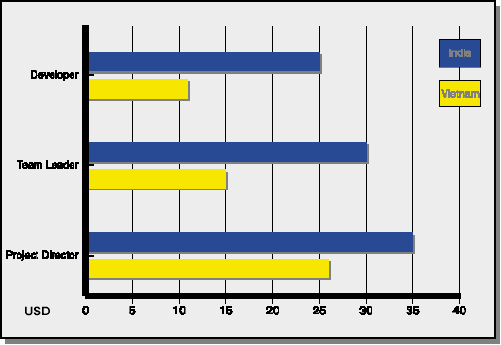 India
Developer
Vietnam
Team Leader
Project Director
USD 0 5 10 15 20 25 30 35 40